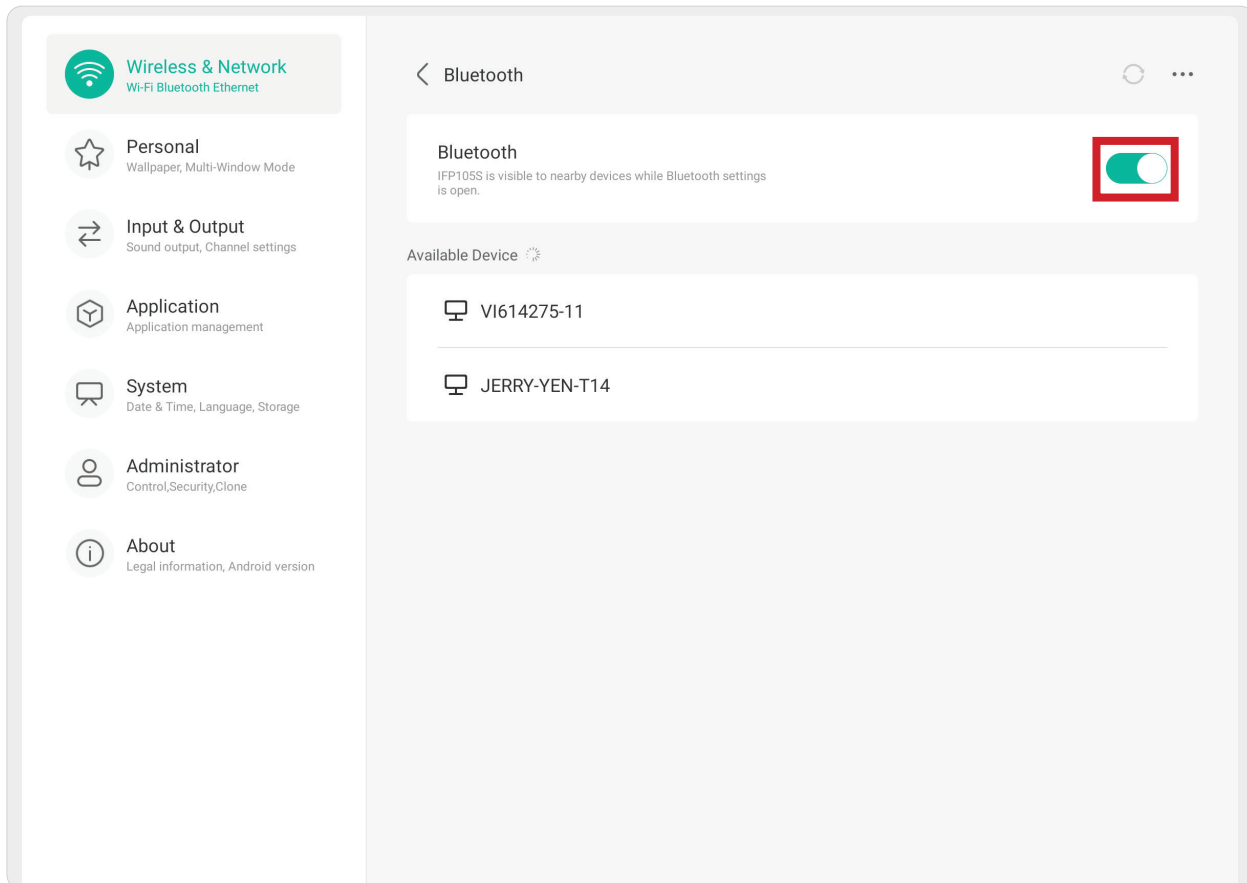 Wireless & Network
Wi-Fi Bluetooth Ethernet
Personal
Wallpaper, Multi-Window Mode
Input & Output
Sound output, Channel settings
Application
Application management
System
Date & Time, Language, Storage
Administrator
Control,Security,Clone
About
Legal information, Android version
Bluetooth
Bluetooth
IFP105S is visible to nearby devices while Bluetooth settings
is open.
Available Device
VI614275-11
JERRY-YEN-T14